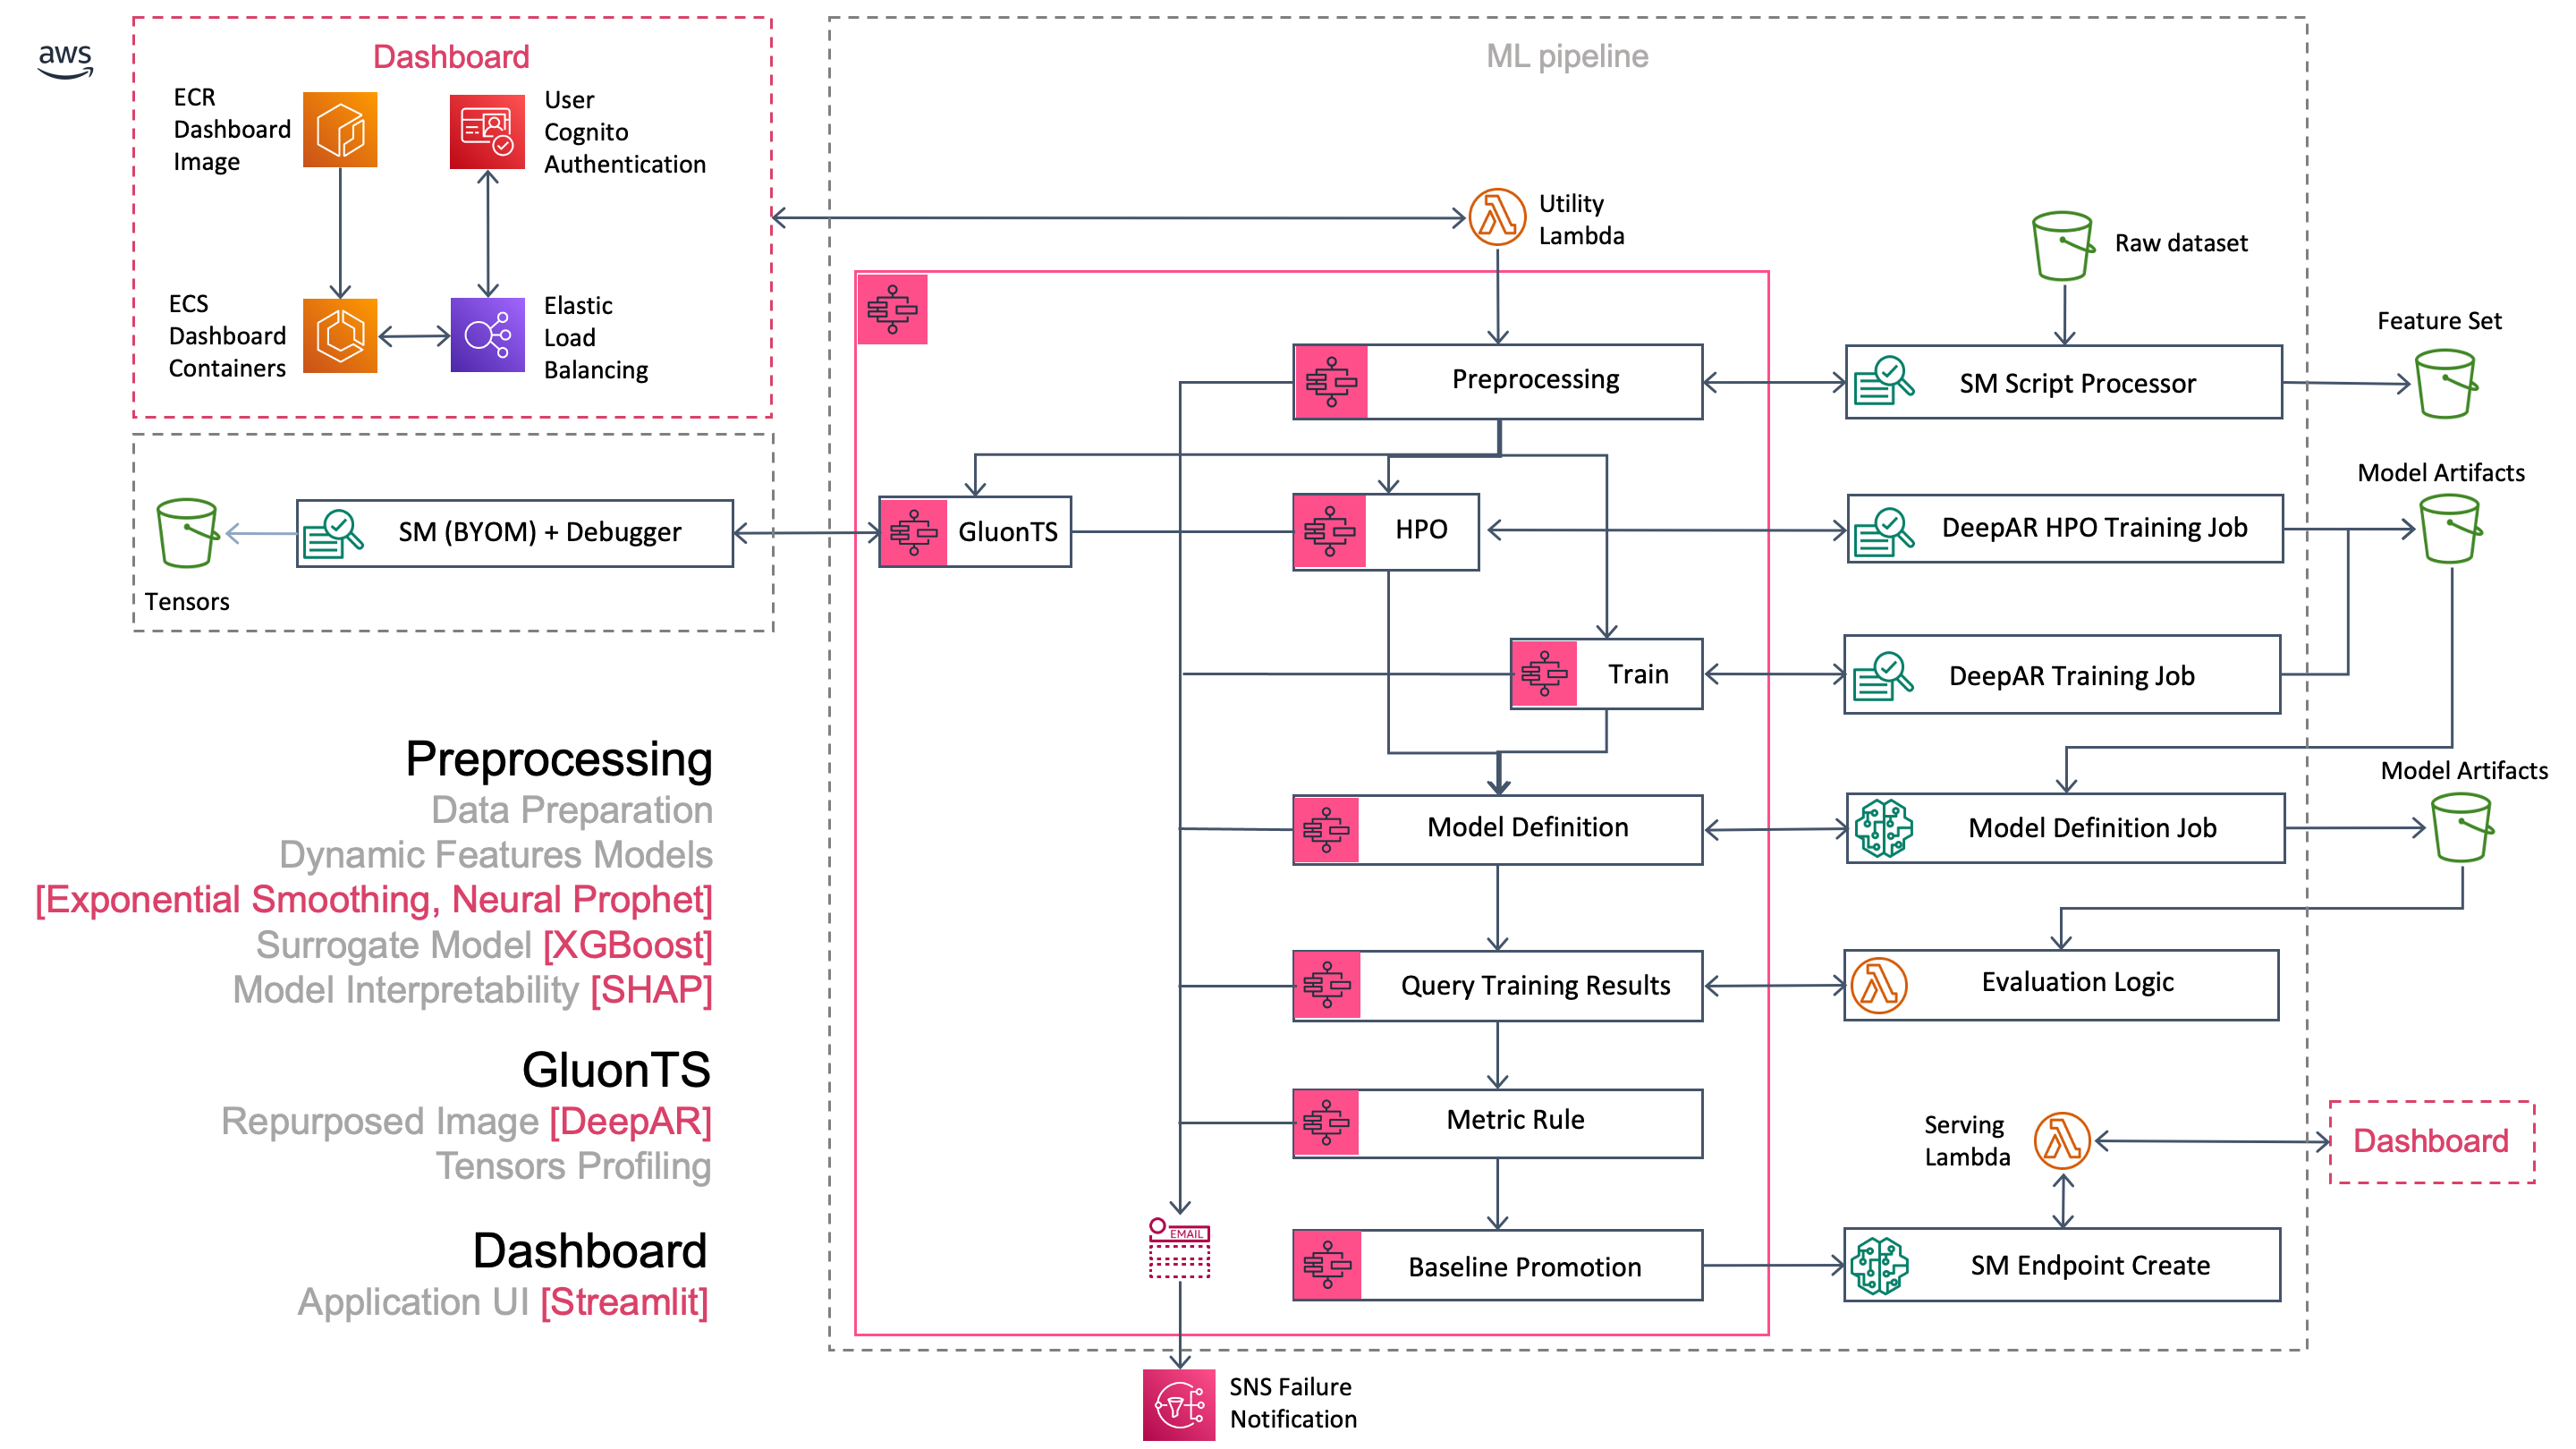 aws
Dashboard
ECR
Dashboard
Image
User
Cognito
Authentication
ECS
Dashboard
Containers
Elastic
Load
Balancing
ML pipeline
Utility
Lambda
Raw dataset
Feature Set
Preprocessing
SM Script Processor
Model Artifacts
Tensors
SM (BYOM) + Debugger
GluonTS
HPO
DeepAR HPO Training Job
Train
DeepAR Training Job
Model Artifacts
Model Definition
Model Definition Job
Query Training Results
Evaluation Logic
Metric Rule
Serving
Lambda
Dashboard
EMAIL
Baseline Promotion
SM Endpoint Create
SNS Failure
Notification
Preprocessing
Data Preparation
Dynamic Features Models
[Exponential Smoothing, Neural Prophet]
Surrogate Model [XGBoost]
Model Interpretability [SHAP]
GluonTS
Repurposed Image [DeepAR]
Tensors Profiling
Dashboard
Application UI [Streamlit]